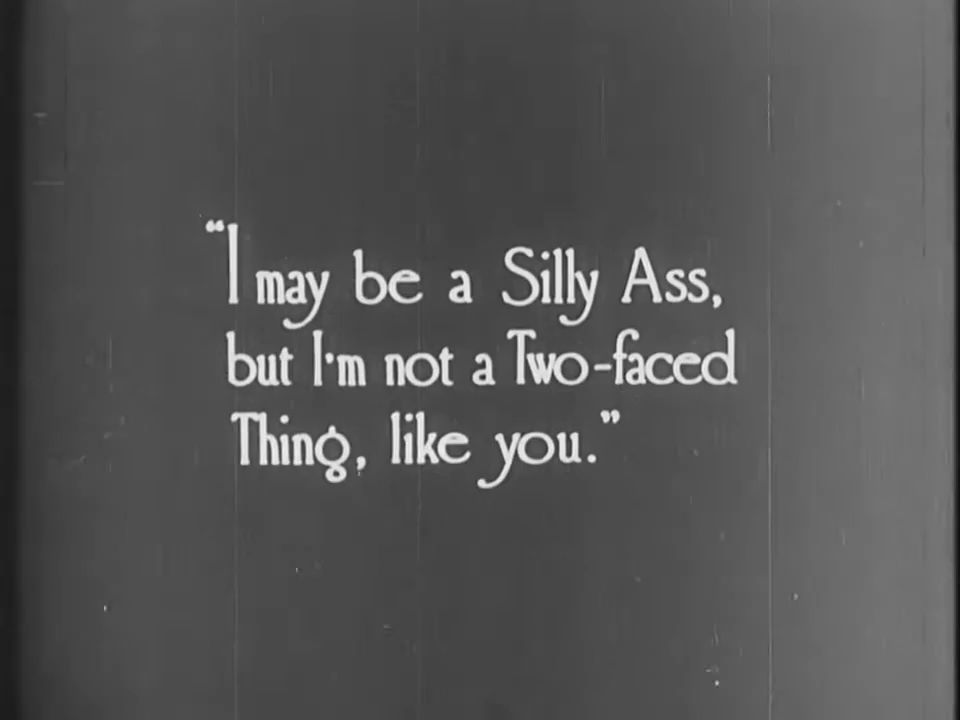 “I may be a Silly Ass,
but I'm not a Two-faced
Thing, like you.”